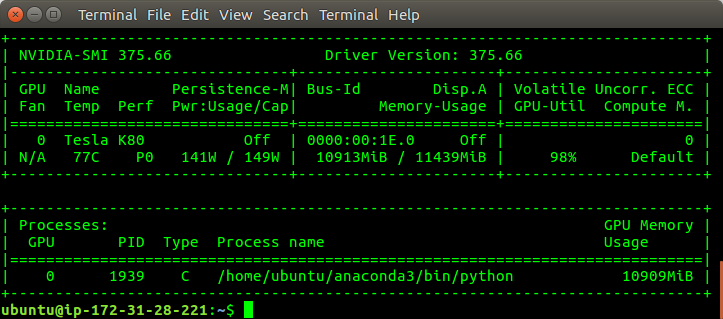 Terminal File Edit View Search Terminal Help
+-----------------------------------------------------------------------------+
| NVIDIA-SMI 375.66                 Driver Version: 375.66                    |
|-------------------------------+----------------------+----------------------+
| GPU  Name        Persistence-M| Bus-Id        Disp.A | Volatile Uncorr. ECC |
| Fan  Temp  Perf  Pwr:Usage/Cap|         Memory-Usage | GPU-Util  Compute M. |
|===============================+======================+======================|
|   0  Tesla K80           Off  | 0000:00:1E.0     Off |                    0 |
| N/A   77C    P0   141W / 149W |  10913MiB / 11439MiB |     98%      Default |
+-------------------------------+----------------------+----------------------+
+-----------------------------------------------------------------------------+
| Processes:                                                       GPU Memory |
|  GPU       PID  Type  Process name                               Usage      |
|=============================================================================|
|    0      1939    C   /home/ubuntu/anaconda3/bin/python            10909MiB |
+-----------------------------------------------------------------------------+
ubuntu@ip-172-31-28-221:~$